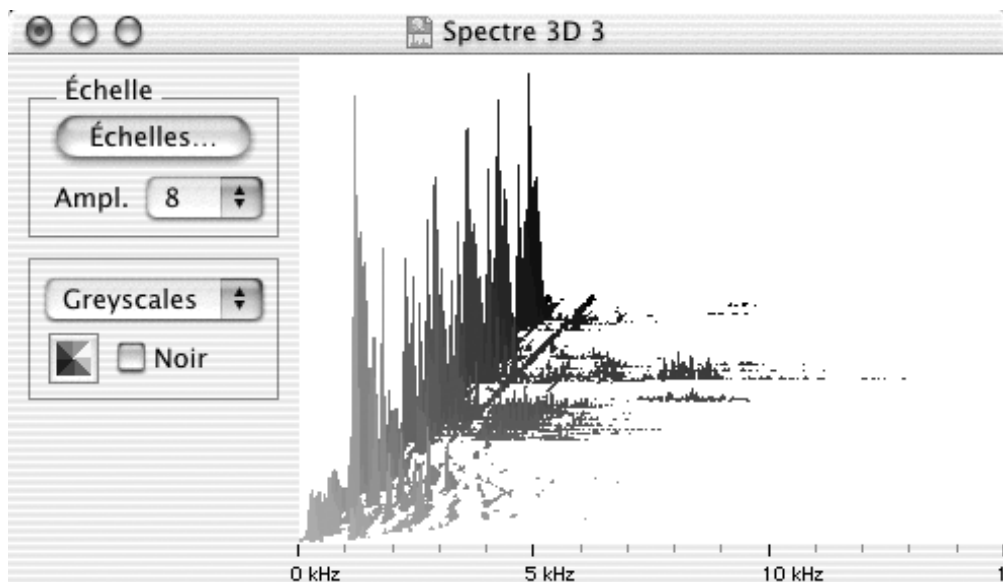 Spectre 3D 3
Échelle
Échelles...
Ampl. 8
Greyscales
Noir
0 kHz 5 kHz 10 kHz